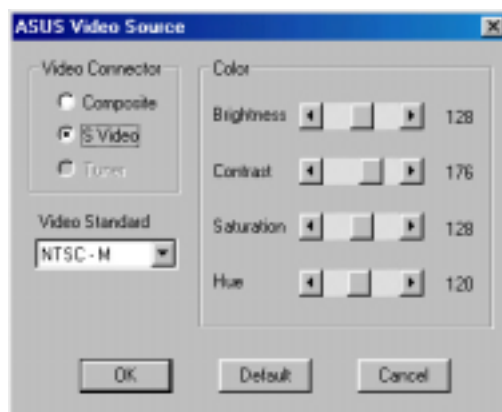 ASUS Video Source
Video Connector
Composite
S Video
Tuner
Video Standard
NTSC - M
Color
Brightness 128
Contrast 176
Saturation 128
Hue 120
OK Default Cancel